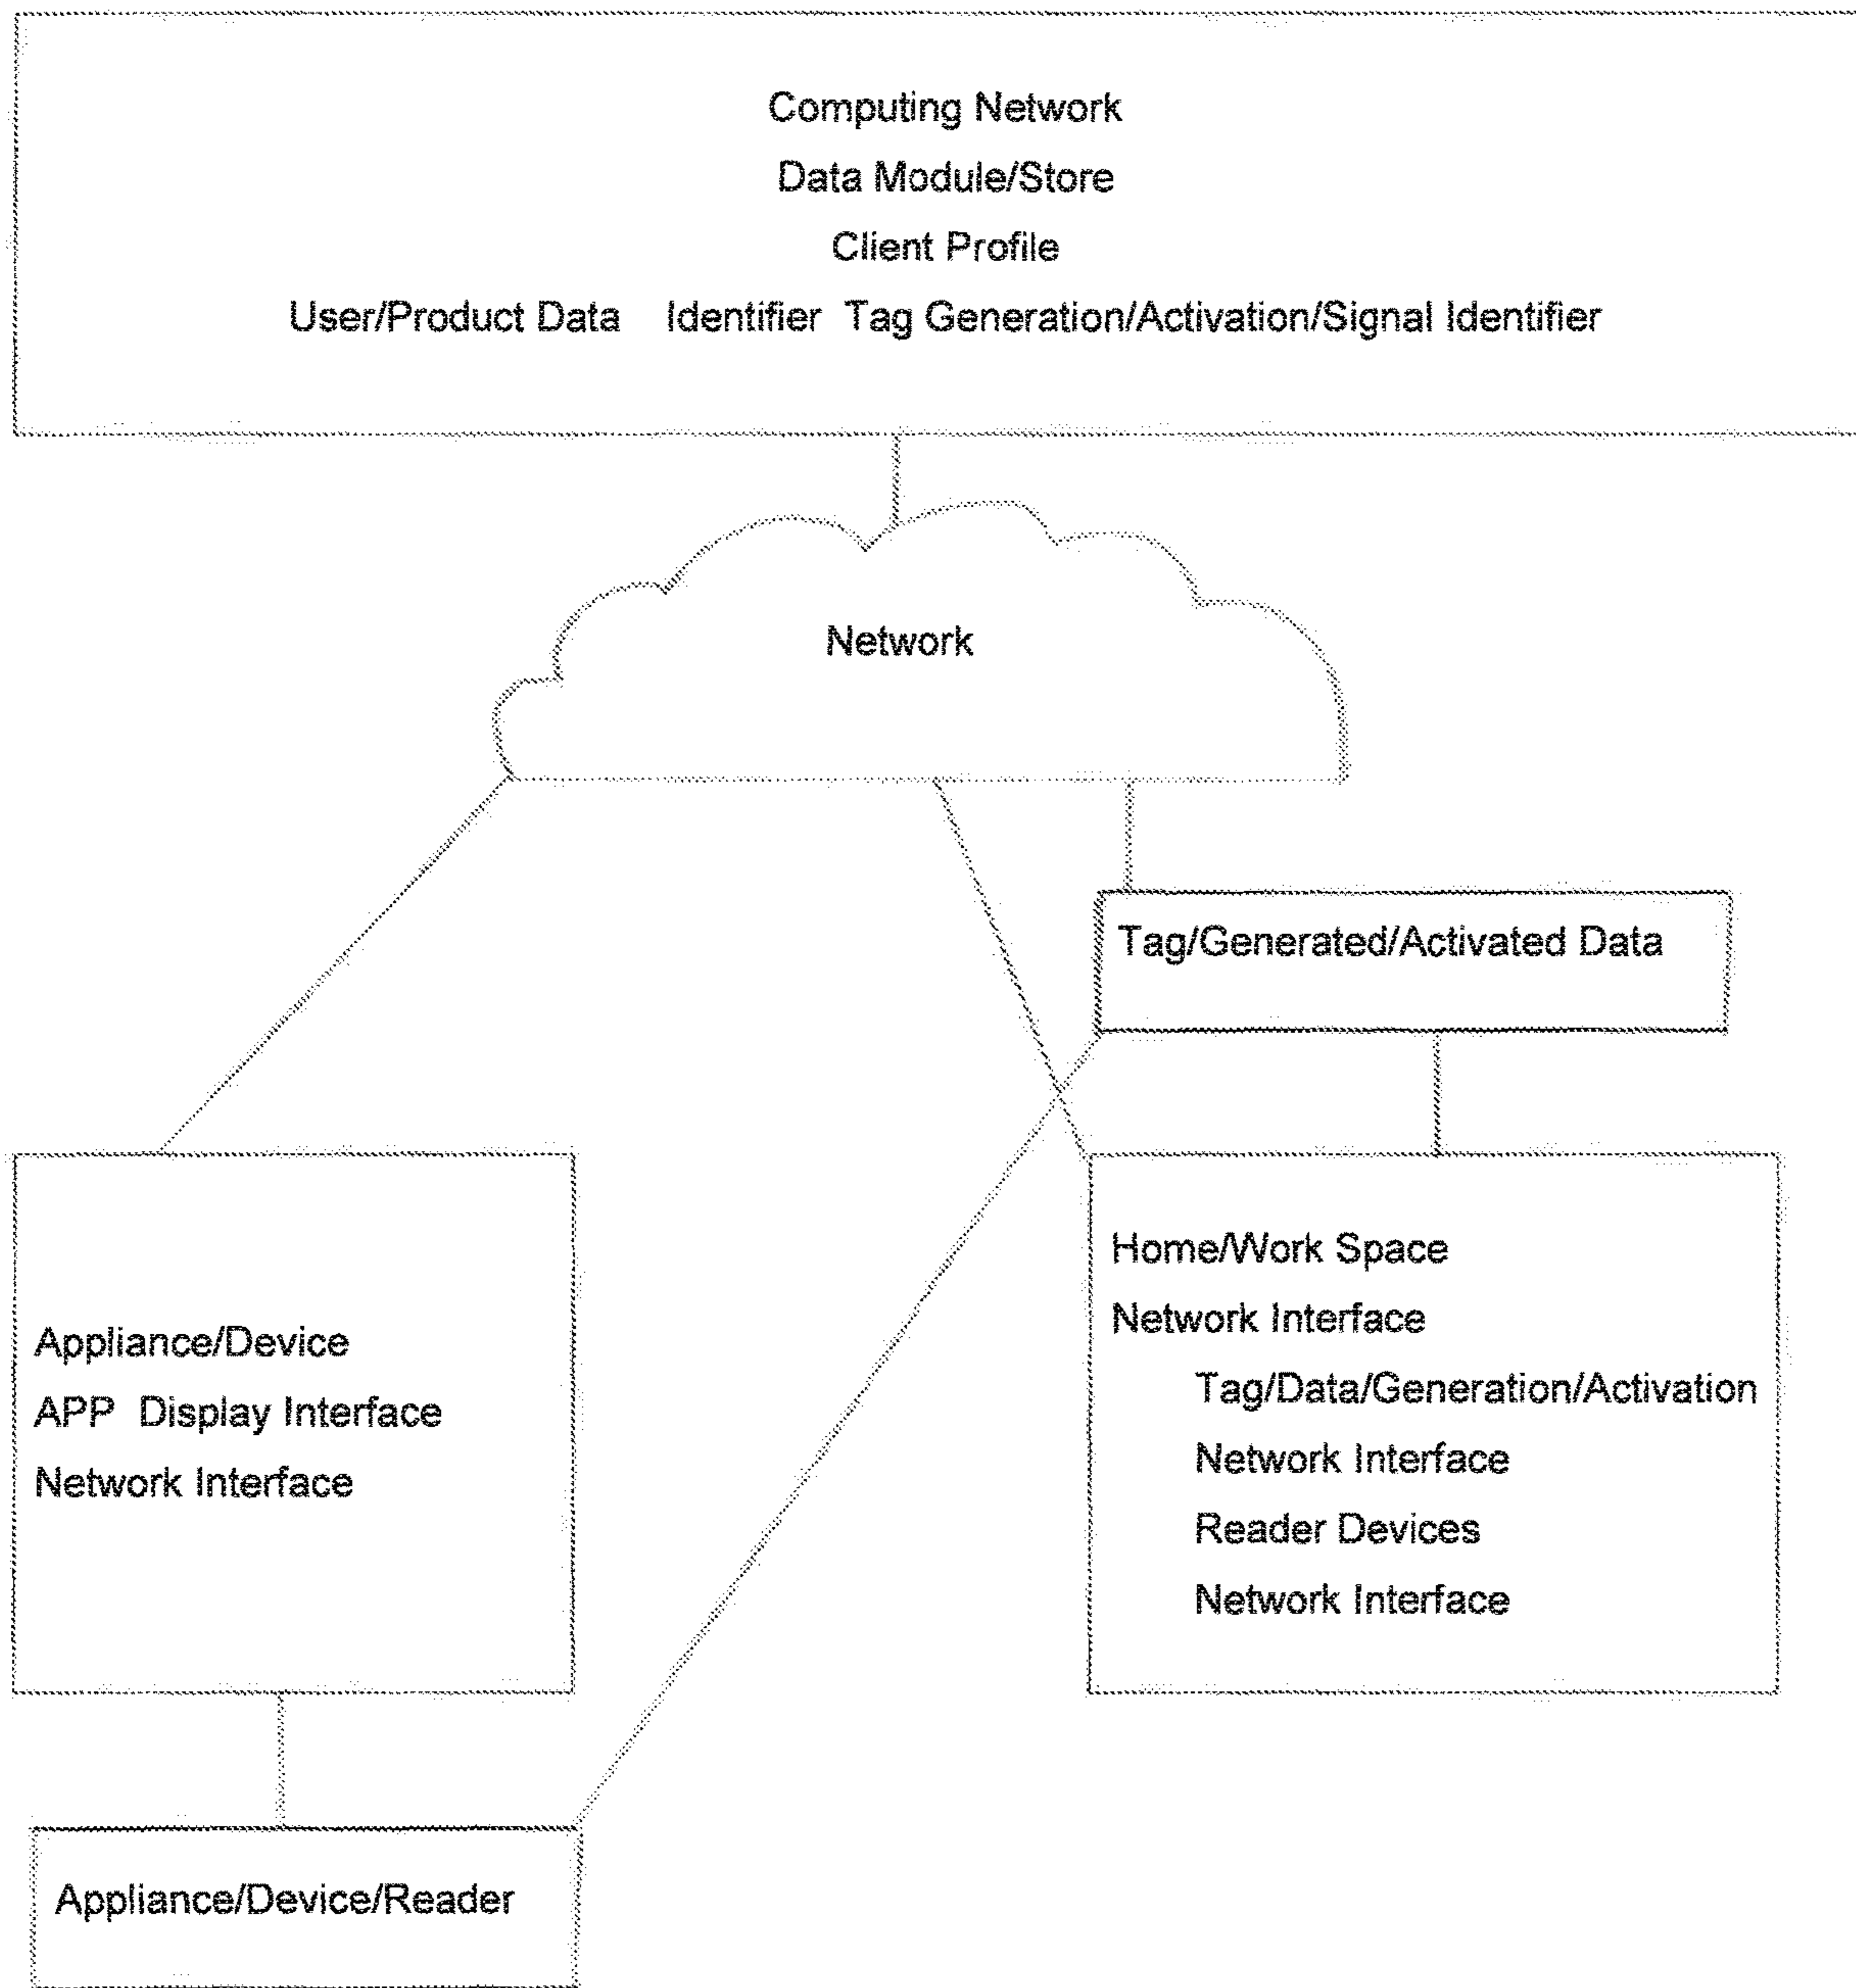 Computing Network
Data Module/Store
Client Profile
User/Product Data Identifier Tag Generation/Activation/Signal Identifier
Network
Tag/Generated/Activated Data
Appliance/Device
APP Display Interface
Network Interface
Home/Work Space
Network Interface
Tag/Data/Generation/Activation
Network Interface
Reader Devices
Network Interface
Appliance/Device/Reader